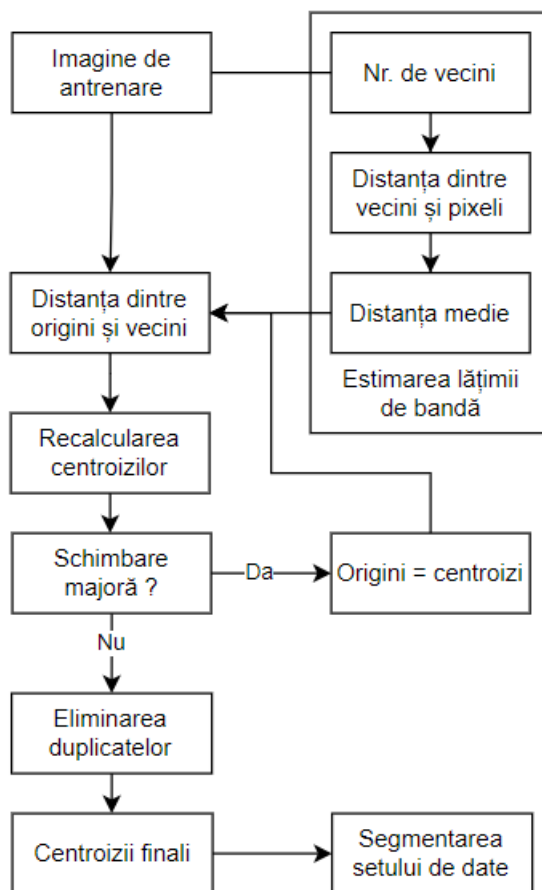 Imagine de
antrenare
Nr. de vecini
Distanța dintre
vecini și pixeli
Distanța dintre
origini și vecini
Distanța medie
Estimarea lățimii
de bandă
Recalcularea
centroizilor
Schimbare
majoră ?
Da
Origini = centroizi
Nu
Eliminarea
duplicatelor
Centroizii finali
Segmentarea
setului de date